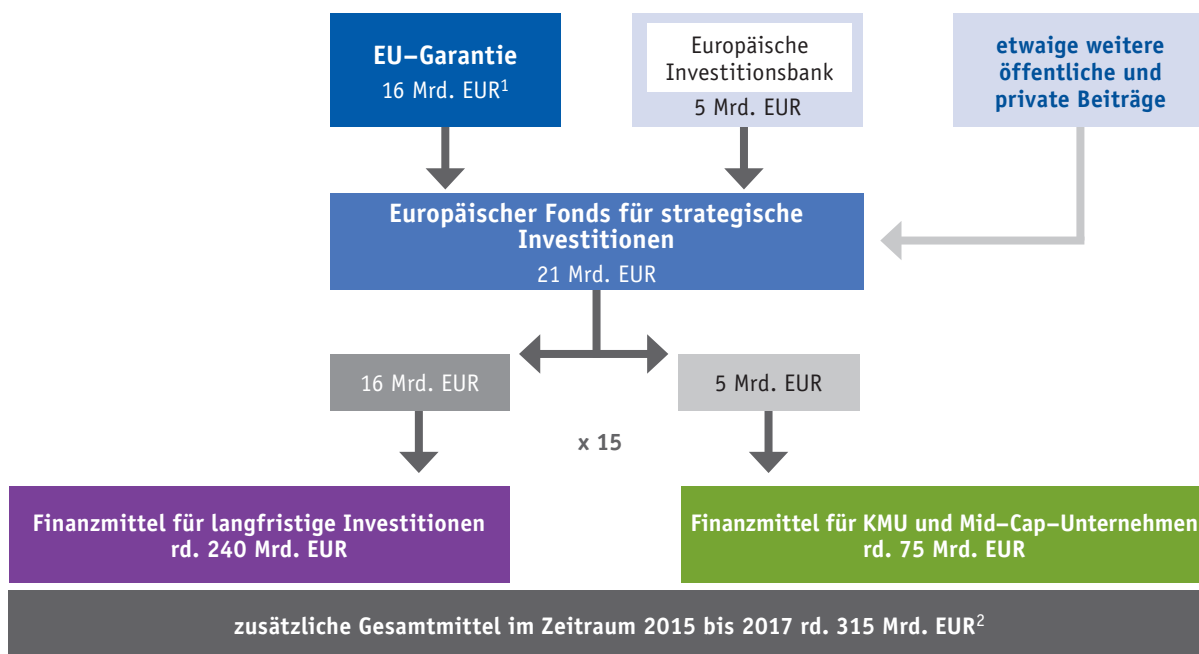 EU–Garantie
16 Mrd. EUR¹
Europäische
Investitionsbank
5 Mrd. EUR
etwaige weitere
öffentliche und
private Beiträge
Europäischer Fonds für strategische
Investitionen
21 Mrd. EUR
16 Mrd. EUR
5 Mrd. EUR
x 15
Finanzmittel für langfristige Investitionen
rd. 240 Mrd. EUR
Finanzmittel für KMU und Mid–Cap–Unternehmen
rd. 75 Mrd. EUR
zusätzliche Gesamtmittel im Zeitraum 2015 bis 2017 rd. 315 Mrd. EUR²